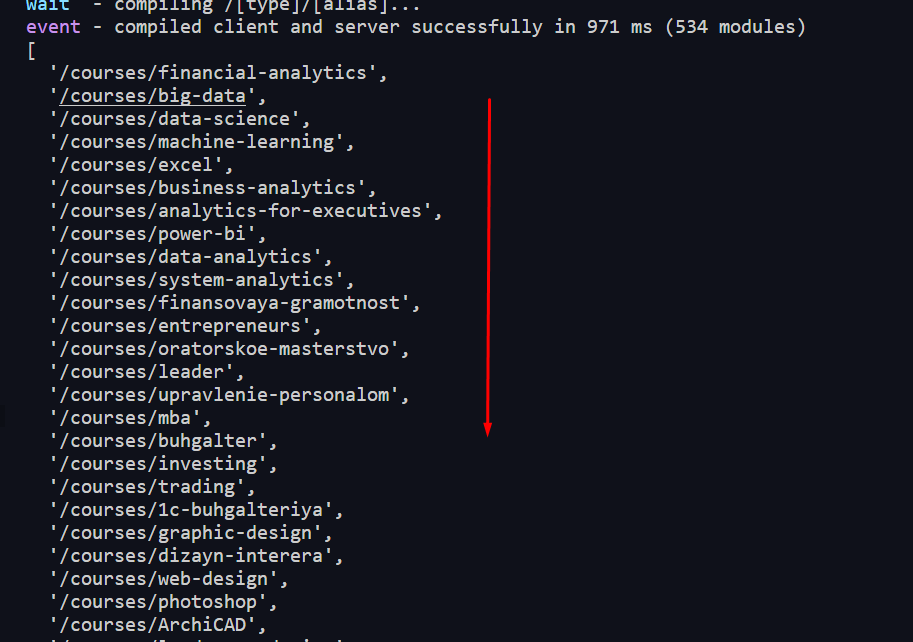 wait  - compiling /[type]/[alias]...
event - compiled client and server successfully in 971 ms (534 modules)
[
  '/courses/financial-analytics',
  '/courses/big-data',
  '/courses/data-science',
  '/courses/machine-learning',
  '/courses/excel',
  '/courses/business-analytics',
  '/courses/analytics-for-executives',
  '/courses/power-bi',
  '/courses/data-analytics',
  '/courses/system-analytics',
  '/courses/finansovaya-gramotnost',
  '/courses/entrepreneurs',
  '/courses/oratorskoe-masterstvo',
  '/courses/leader',
  '/courses/upravlenie-personalom',
  '/courses/mba',
  '/courses/buhgalter',
  '/courses/investing',
  '/courses/trading',
  '/courses/1c-buhgalteriya',
  '/courses/graphic-design',
  '/courses/dizayn-interera',
  '/courses/web-design',
  '/courses/photoshop',
  '/courses/ArchiCAD',